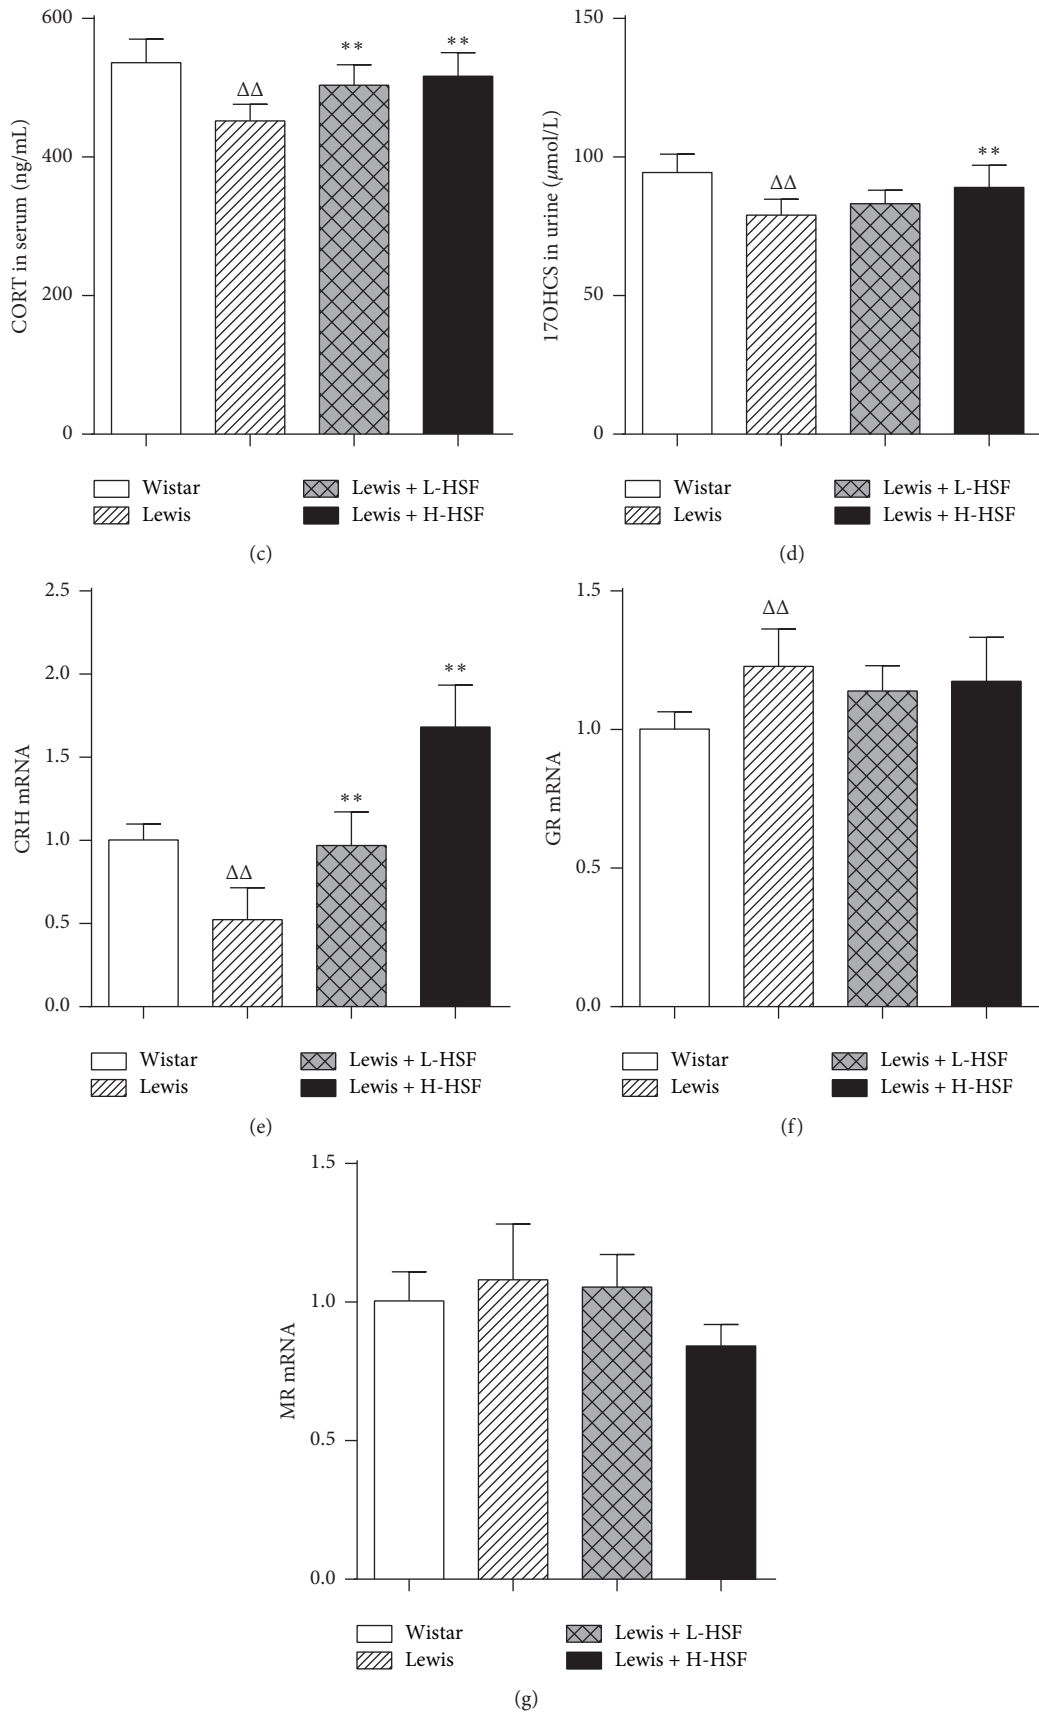 600
400
200
0
CORT in serum (ng/mL)
ΔΔ
**
**
Wistar
Lewis
Lewis + L-HSF
Lewis + H-HSF
(c)
150
100
50
0
17OHCS in urine (μmol/L)
ΔΔ
**
Wistar
Lewis
Lewis + L-HSF
Lewis + H-HSF
(d)
2.5
2.0
1.5
1.0
0.5
0.0
CRH mRNA
ΔΔ
**
**
Wistar
Lewis
Lewis + L-HSF
Lewis + H-HSF
(e)
1.5
1.0
0.5
0.0
GR mRNA
ΔΔ
Wistar
Lewis
Lewis + L-HSF
Lewis + H-HSF
(f)
1.5
1.0
0.5
0.0
MR mRNA
Wistar
Lewis
Lewis + L-HSF
Lewis + H-HSF
(g)